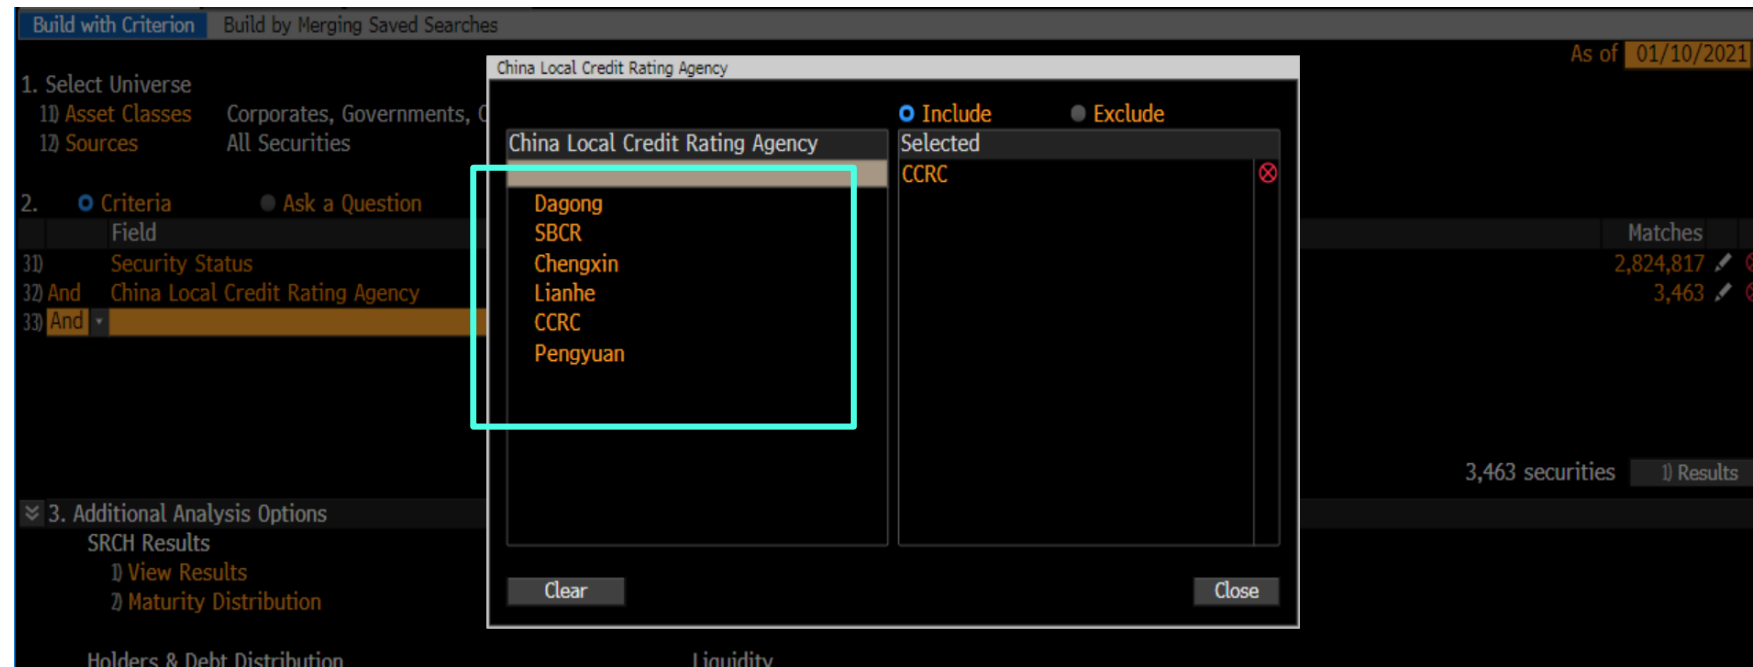 Build with Criterion Build by Merging Saved Searches
As of 01/10/2021
China Local Credit Rating Agency
1. Select Universe
11) Asset Classes Corporates, Governments,
12) Sources All Securities
Include Exclude
China Local Credit Rating Agency Selected
CCRC
Dagong
SBCR
Chengxin
Lianhe
CCRC
Pengyuan
2. Criteria Ask a Question
Field Matches
31) Security Status 2,824,817
32) And China Local Credit Rating Agency 3,463
33) And
3,463 securities 1) Results
3. Additional Analysis Options
SRCH Results
1) View Results
2) Maturity Distribution
Clear Close
Holders & Debt Distribution Liquidity